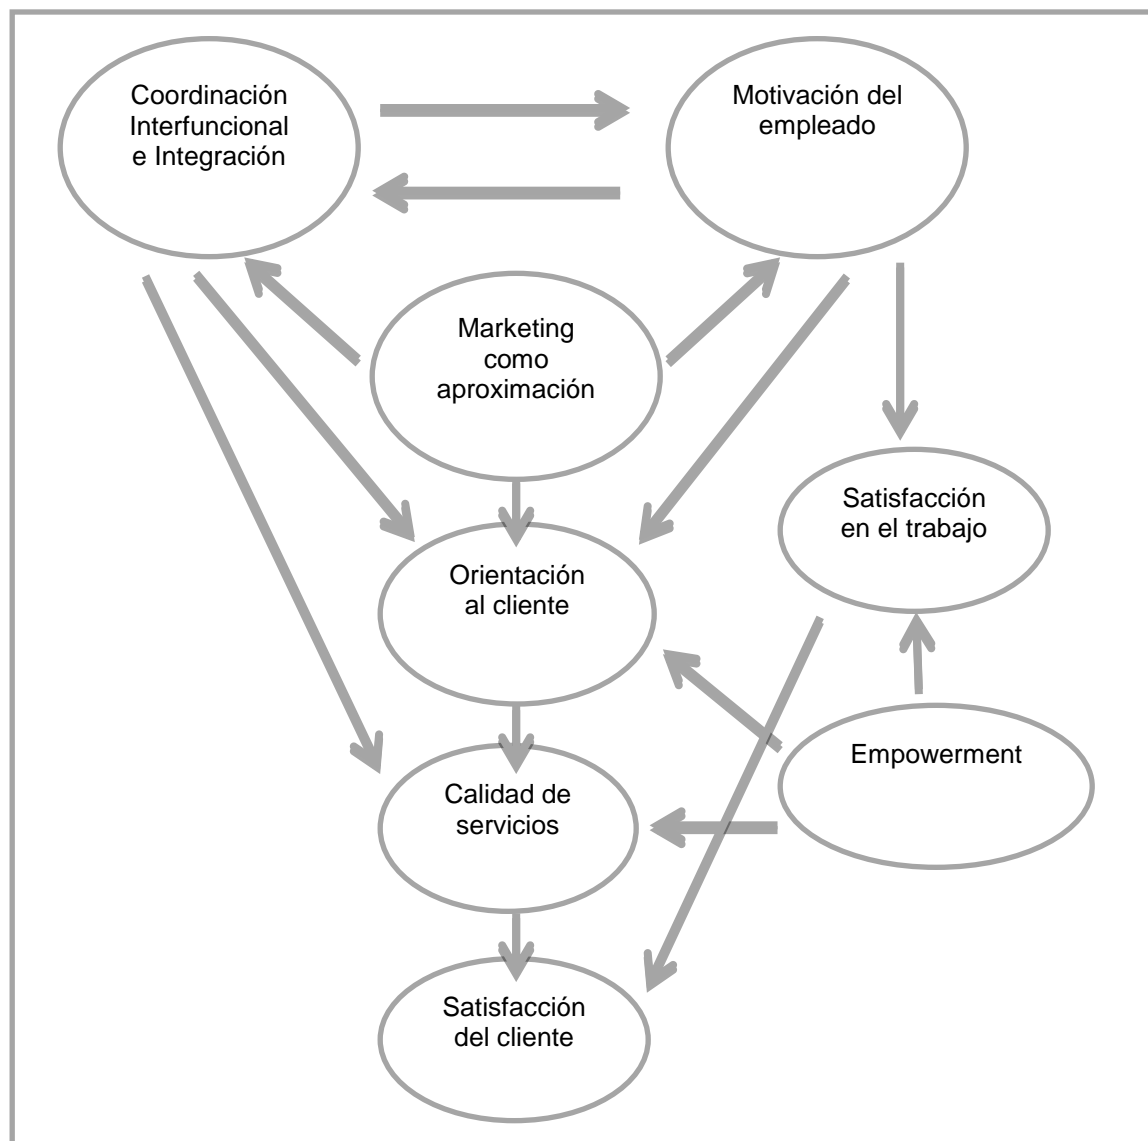 Coordinación
Interfuncional
e Integración
Motivación del
empleado
Marketing
como
aproximación
Satisfacción
en el trabajo
Orientación
al cliente
Empowerment
Calidad de
servicios
Satisfacción
del cliente